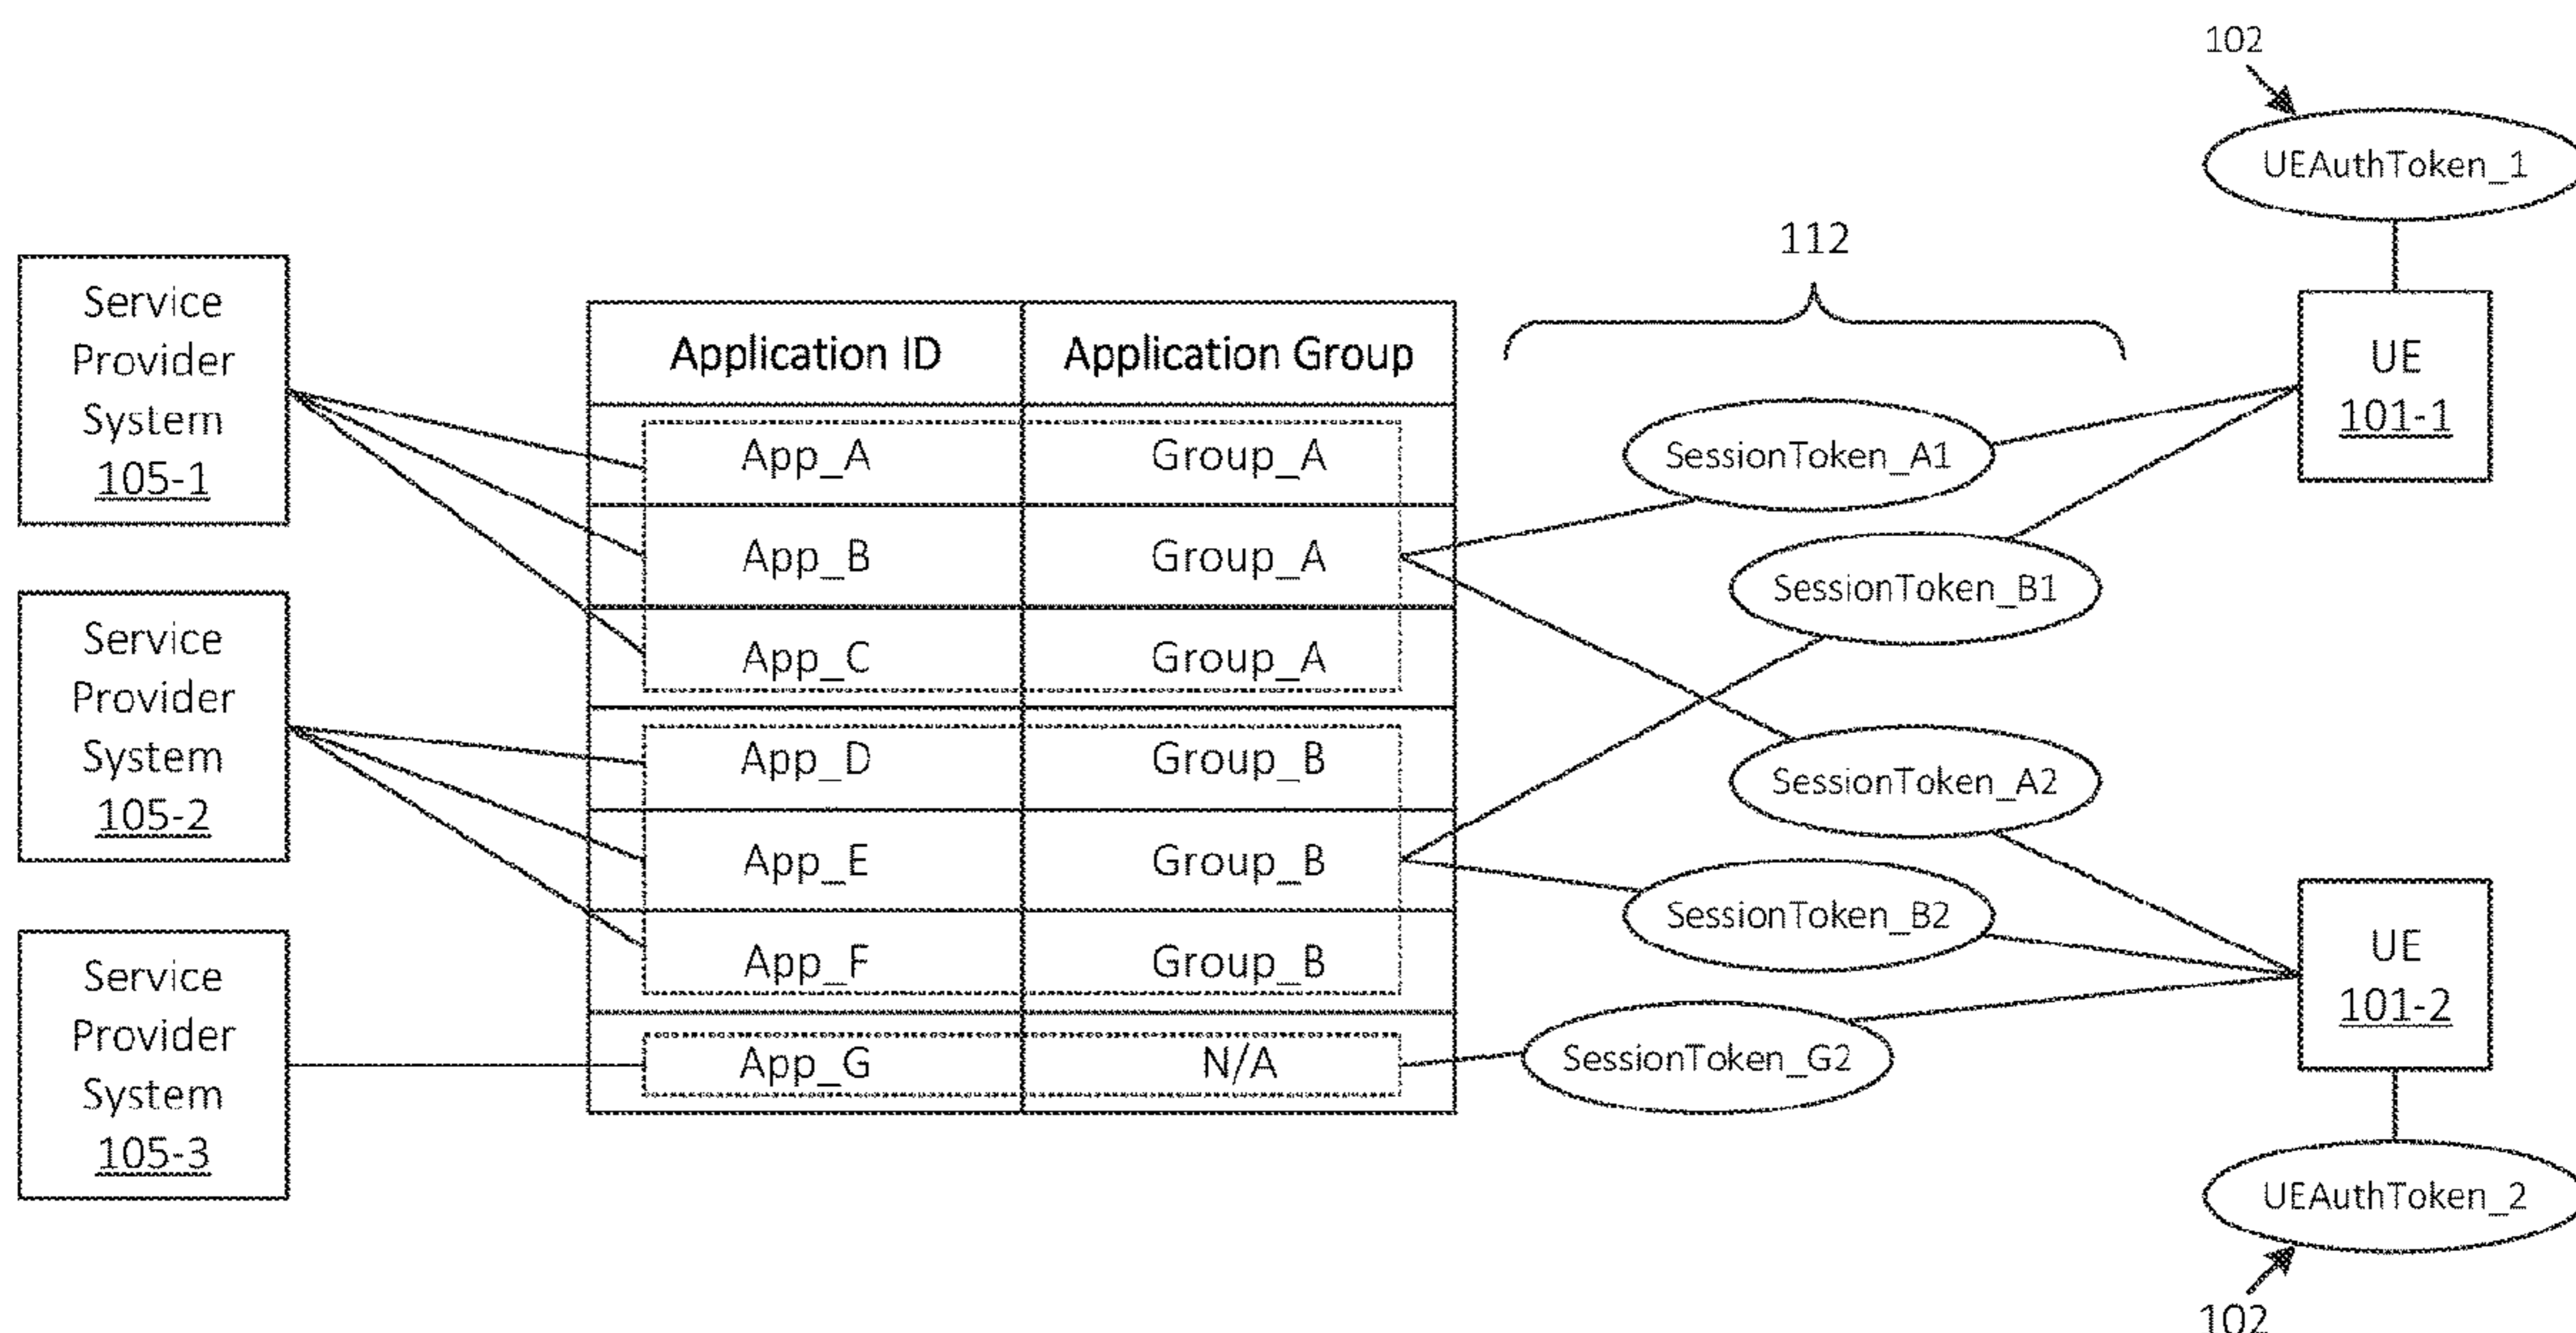 102
UEAuthToken_1
112
Service
Provider
System
105-1
Application ID
Application Group
UE
101-1
App_A
Group_A
SessionToken_A1
App_B
Group_A
SessionToken_B1
App_C
Group_A
Service
Provider
System
105-2
App_D
Group_B
SessionToken_A2
App_E
Group_B
SessionToken_B2
UE
101-2
App_F
Group_B
Service
Provider
System
105-3
App_G
N/A
SessionToken_G2
UEAuthToken_2
102